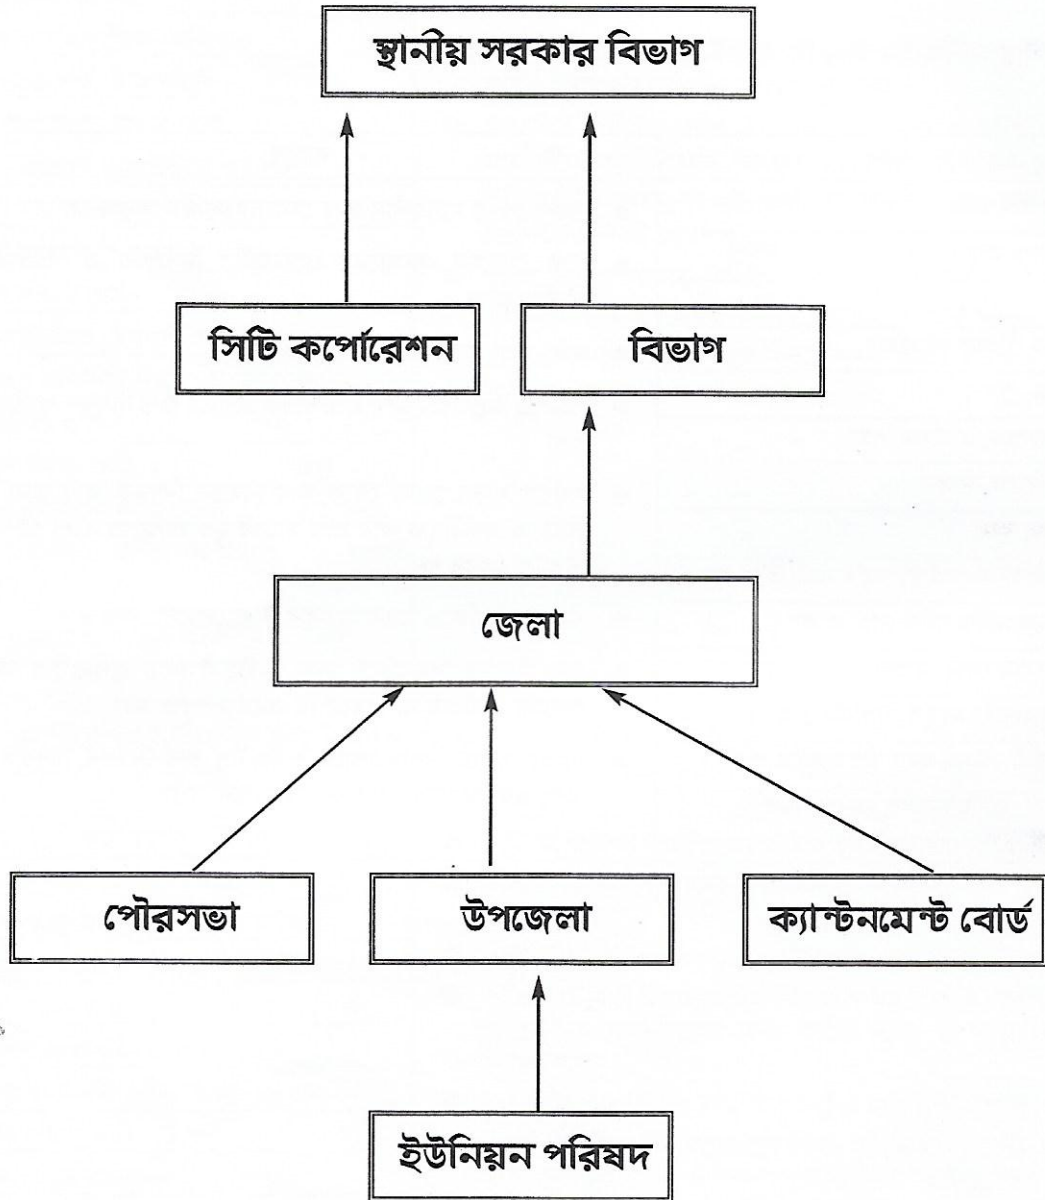 স্থানীয় সরকার বিভাগ
সিটি কর্পোরেশন
বিভাগ
জেলা
পৌরসভা
উপজেলা
ক্যান্টনমেন্ট বোর্ড
ইউনিয়ন পরিষদ